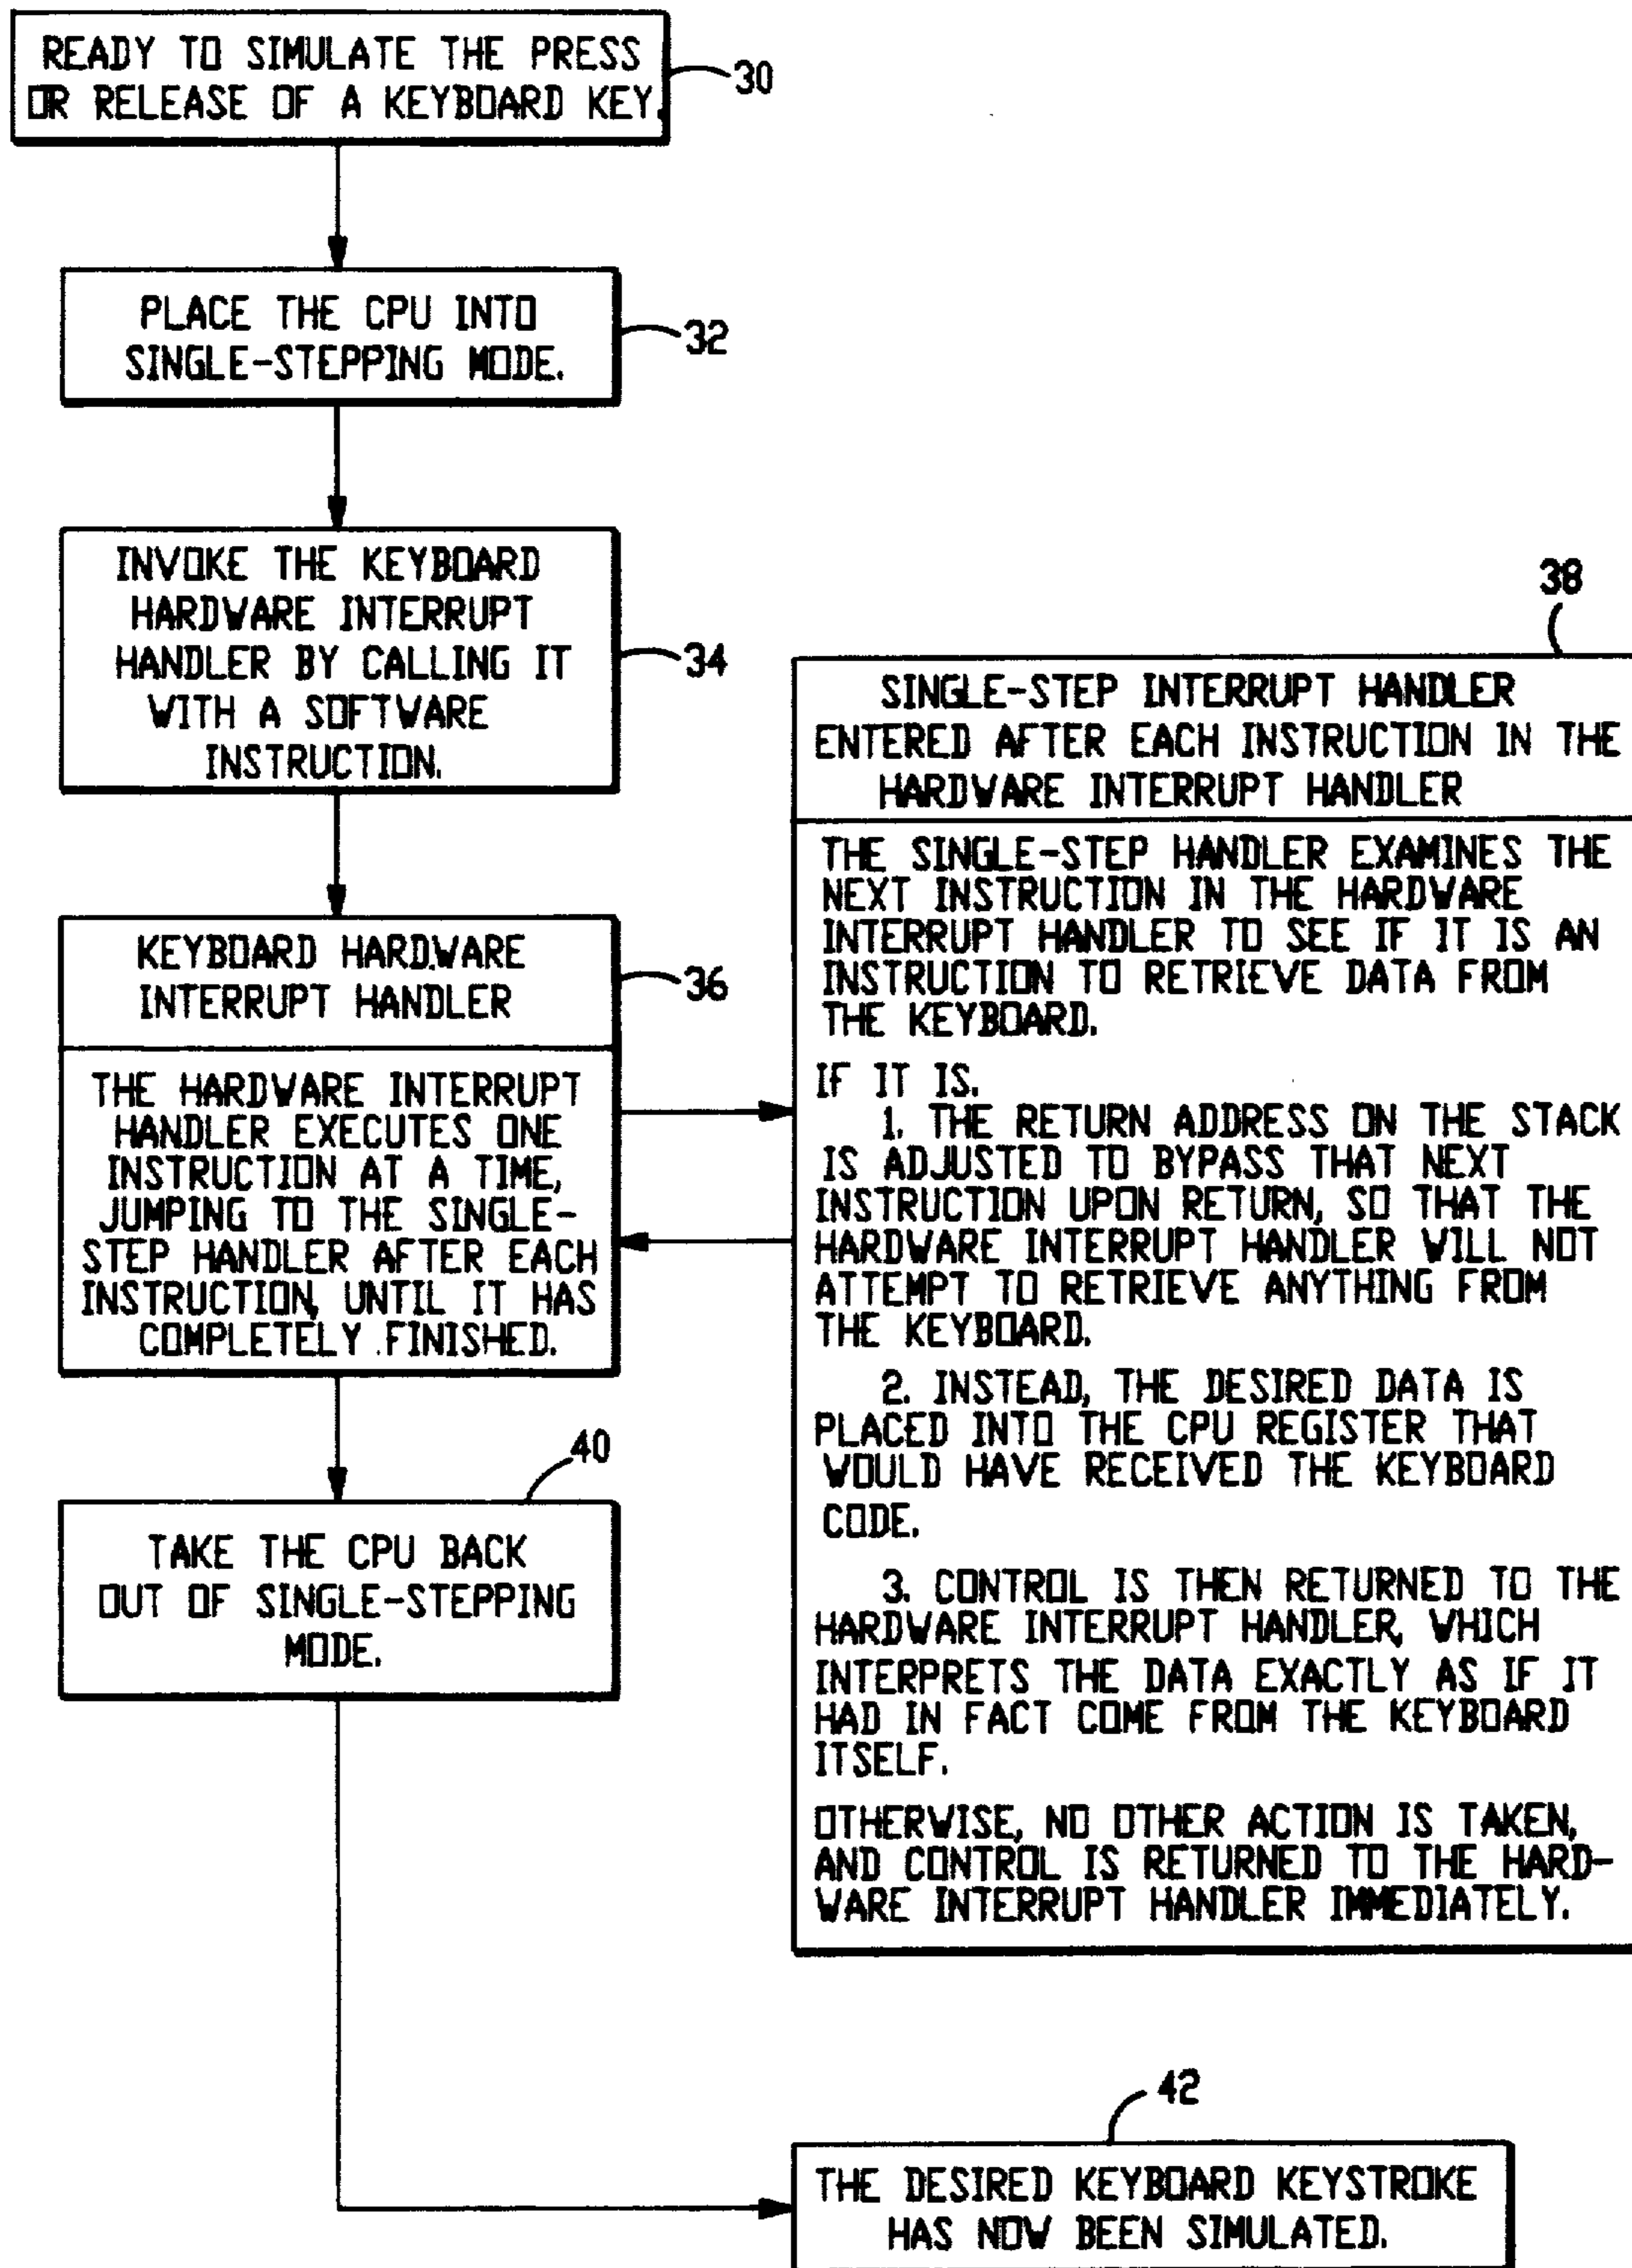 READY TO SIMULATE THE PRESS
OR RELEASE OF A KEYBOARD KEY.
30
PLACE THE CPU INTO
SINGLE-STEPPING MODE.
32
INVOKE THE KEYBOARD
HARDWARE INTERRUPT
HANDLER BY CALLING IT
WITH A SOFTWARE
INSTRUCTION.
34
KEYBOARD HARDWARE
INTERRUPT HANDLER
36
THE HARDWARE INTERRUPT
HANDLER EXECUTES ONE
INSTRUCTION AT A TIME,
JUMPING TO THE SINGLE-
STEP HANDLER AFTER EACH
INSTRUCTION, UNTIL IT HAS
COMPLETELY FINISHED.
38
SINGLE-STEP INTERRUPT HANDLER
ENTERED AFTER EACH INSTRUCTION IN THE
HARDWARE INTERRUPT HANDLER
THE SINGLE-STEP HANDLER EXAMINES THE
NEXT INSTRUCTION IN THE HARDWARE
INTERRUPT HANDLER TO SEE IF IT IS AN
INSTRUCTION TO RETRIEVE DATA FROM
THE KEYBOARD.
IF IT IS.
1. THE RETURN ADDRESS ON THE STACK
IS ADJUSTED TO BYPASS THAT NEXT
INSTRUCTION UPON RETURN, SO THAT THE
HARDWARE INTERRUPT HANDLER WILL NOT
ATTEMPT TO RETRIEVE ANYTHING FROM
THE KEYBOARD.
2. INSTEAD, THE DESIRED DATA IS
PLACED INTO THE CPU REGISTER THAT
WOULD HAVE RECEIVED THE KEYBOARD
CODE.
3. CONTROL IS THEN RETURNED TO THE
HARDWARE INTERRUPT HANDLER, WHICH
INTERPRETS THE DATA EXACTLY AS IF IT
HAD IN FACT COME FROM THE KEYBOARD
ITSELF.
OTHERWISE, NO OTHER ACTION IS TAKEN,
AND CONTROL IS RETURNED TO THE HARD-
WARE INTERRUPT HANDLER IMMEDIATELY.
40
TAKE THE CPU BACK
OUT OF SINGLE-STEPPING
MODE.
42
THE DESIRED KEYBOARD KEYSTROKE
HAS NOW BEEN SIMULATED.